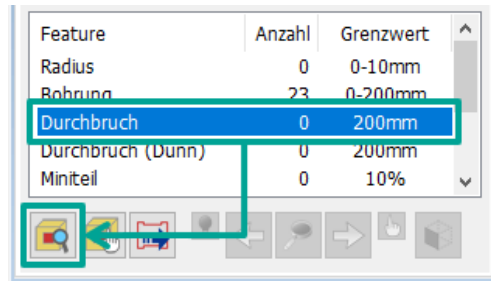 Feature Anzahl Grenzwert
Radius 0 0-10mm
Bohrung 23 0-200mm
Durchbruch 0 200mm
Durchbruch (Dünn) 0 200mm
Miniteil 0 10%